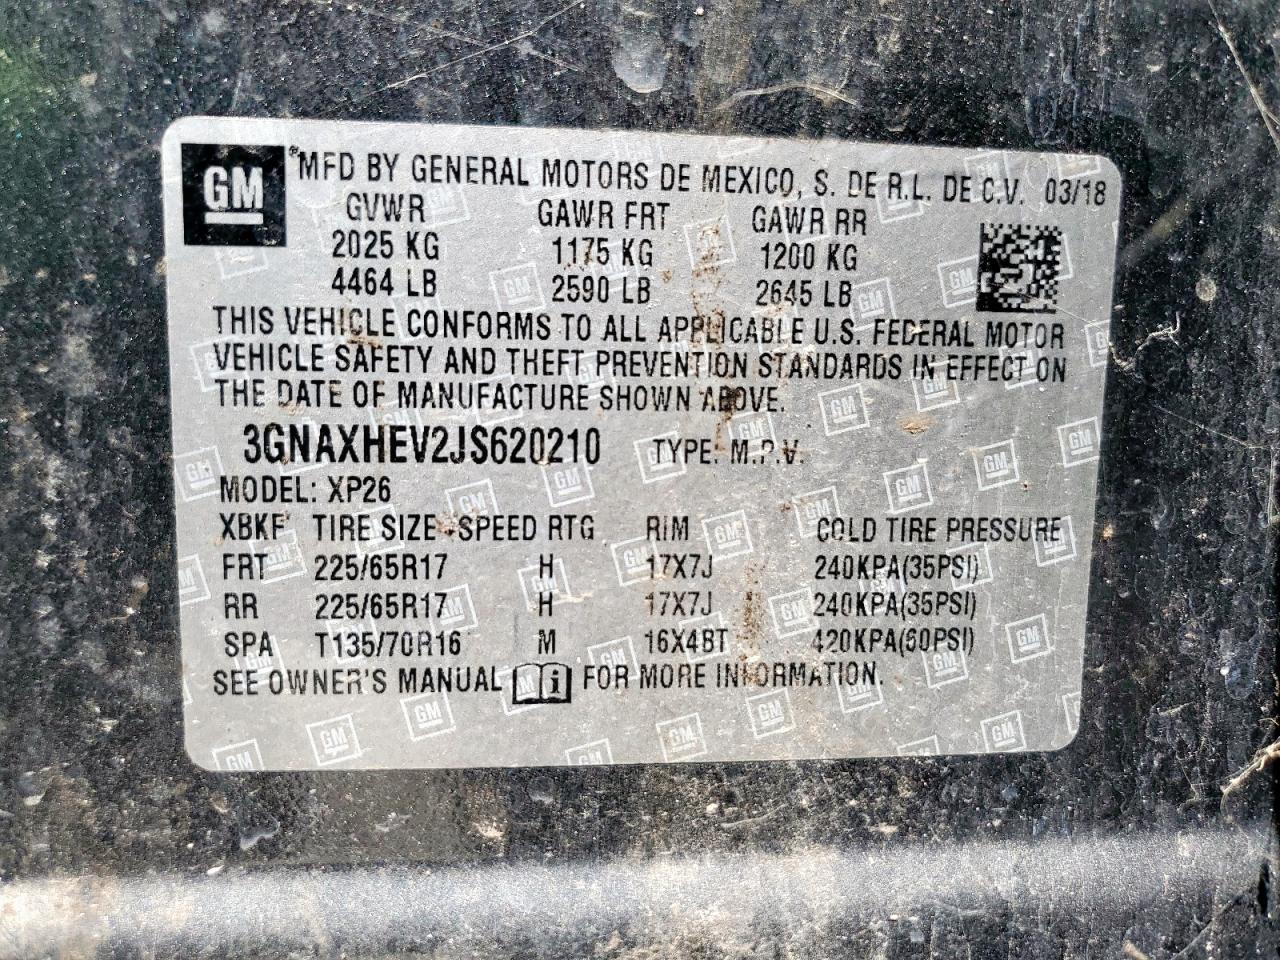 GM *MFD BY GENERAL MOTORS DE MEXICO, S. DE R.L. DE C.V. 03/18
GVWR GAWR FRT GAWR RR
2025 KG 1175 KG 1200 KG
4464 LB 2590 LB 2645 LB
THIS VEHICLE CONFORMS TO ALL APPLICABLE U.S. FEDERAL MOTOR
VEHICLE SAFETY AND THEFT PREVENTION STANDARDS IN EFFECT ON
THE DATE OF MANUFACTURE SHOWN ABOVE.
3GNAXHEV2JS620210 TYPE: M.P.V.
MODEL: XP26
XBKF TIRE SIZE SPEED RTG RIM COLD TIRE PRESSURE
FRT 225/65R17 H 17X7J 240KPA(35PSI)
RR 225/65R17 H 17X7J 240KPA(35PSI)
SPA T135/70R16 M 16X4BT 420KPA(60PSI)
SEE OWNER'S MANUAL i FOR MORE INFORMATION.